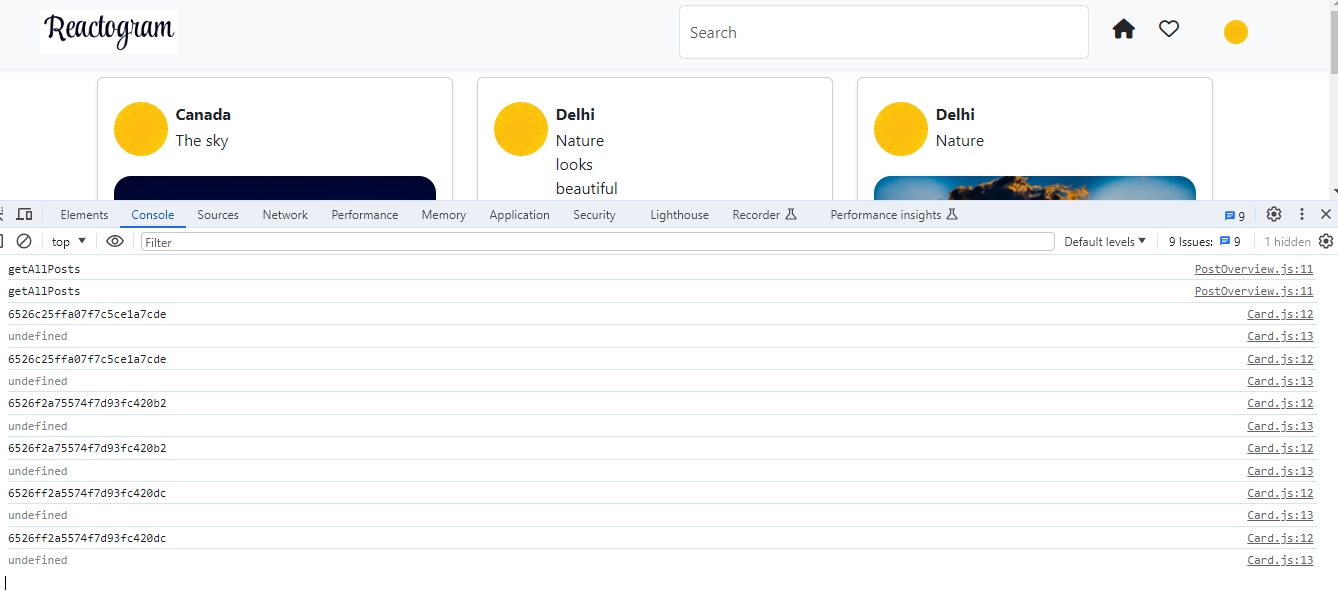 Reactogram
Search
Canada
The sky
Delhi
Nature
looks
beautiful
Delhi
Nature
Elements Console Sources Network Performance Memory Application Security Lighthouse Recorder Performance insights 9
top Filter Default levels 9 Issues: 9 1 hidden
getAllPosts PostOverview.js:11
getAllPosts PostOverview.js:11
6526c25ffa07f7c5ce1a7cde Card.js:12
undefined Card.js:13
6526c25ffa07f7c5ce1a7cde Card.js:12
undefined Card.js:13
6526f2a75574f7d93fc420b2 Card.js:12
undefined Card.js:13
6526f2a75574f7d93fc420b2 Card.js:12
undefined Card.js:13
6526ff2a5574f7d93fc420dc Card.js:12
undefined Card.js:13
6526ff2a5574f7d93fc420dc Card.js:12
undefined Card.js:13